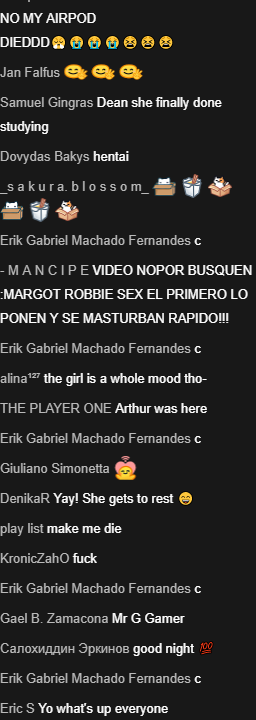 NO MY AIRPOD
DIEDDD😤😭😭😭😫😫😫
Jan Falfus
Samuel Gingras Dean she finally done
studying
Dovydas Bakys hentai
_s a k u r a. b l o s s o m_
Erik Gabriel Machado Fernandes c
- M A N C I P E VIDEO NOPOR BUSQUEN
:MARGOT ROBBIE SEX EL PRIMERO LO
PONEN Y SE MASTURBAN RAPIDO!!!
Erik Gabriel Machado Fernandes c
alina¹²⁷ the girl is a whole mood tho-
THE PLAYER ONE Arthur was here
Erik Gabriel Machado Fernandes c
Giuliano Simonetta
DenikaR Yay! She gets to rest 😄
play list make me die
KronicZahO fuck
Erik Gabriel Machado Fernandes c
Gael B. Zamacona Mr G Gamer
Салохиддин Эркинов good night 💯
Erik Gabriel Machado Fernandes c
Eric S Yo what's up everyone